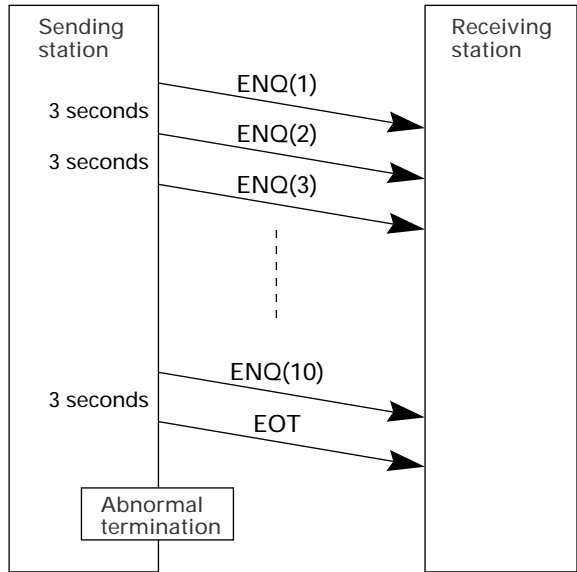 Sending
station
Receiving
station
ENQ(1)
3 seconds
ENQ(2)
3 seconds
ENQ(3)
ENQ(10)
3 seconds
EOT
Abnormal
termination